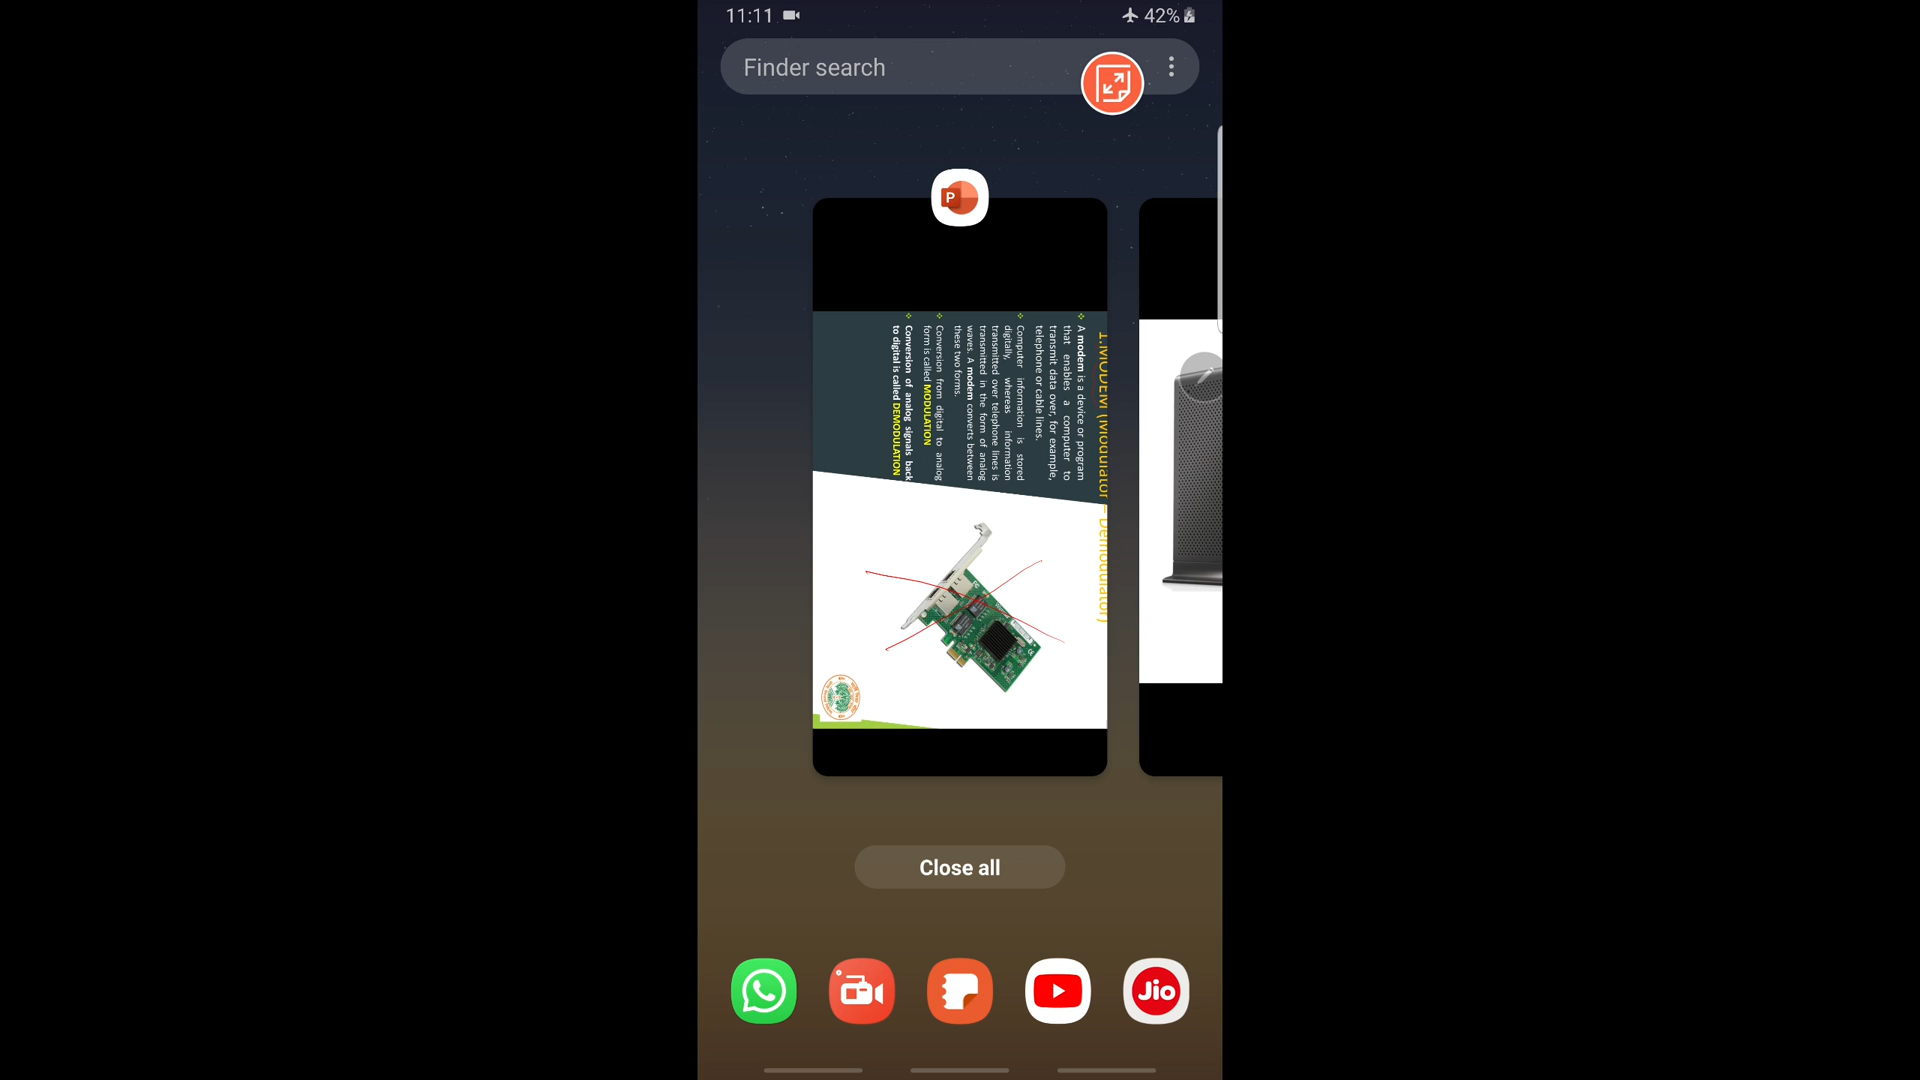 11:11
42%
Finder search
P
1.MODEM (Modulator – Demodulator)
A modem is a device or program
that enables a computer to
transmit data over, for example,
telephone or cable lines.
Computer information is stored
digitally, whereas information
transmitted over telephone lines is
transmitted in the form of analog
waves. A modem converts between
these two forms.
Conversion from digital to analog
form is called MODULATION
Conversion of analog signals back
to digital is called DEMODULATION
Close all
Jio